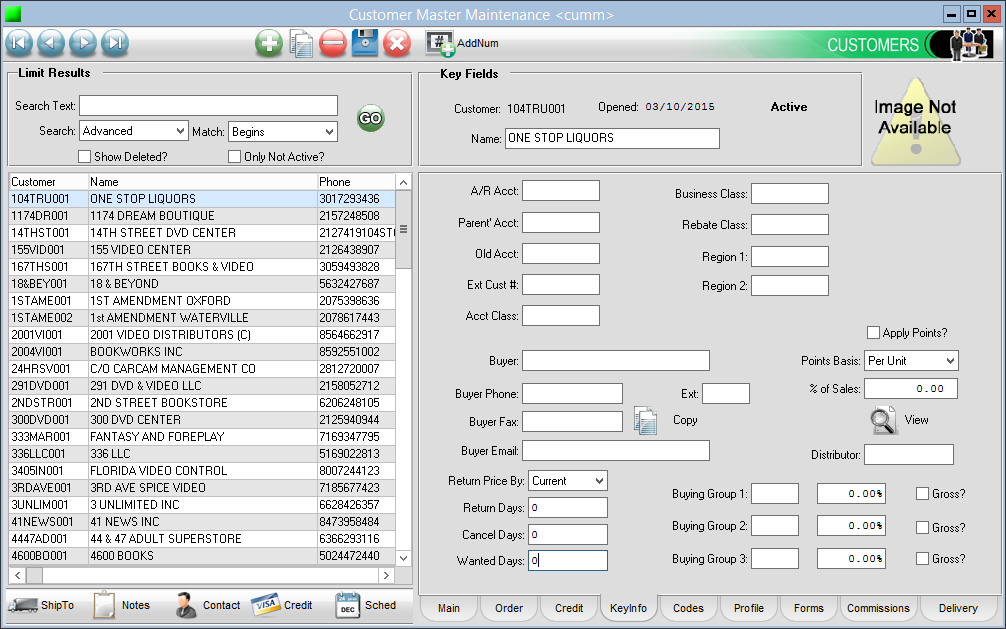 Customer Master Maintenance <cumm>
# AddNum
CUSTOMERS
Limit Results
Search Text:
Search: Advanced Match: Begins
GO
Show Deleted? Only Not Active?
Key Fields
Customer: 104TRU001 Opened: 03/10/2015 Active
Name: ONE STOP LIQUORS
Image Not
Available
Customer Name Phone
104TRU001 ONE STOP LIQUORS 3017293436
1174DR001 1174 DREAM BOUTIQUE 2157248508
14THST001 14TH STREET DVD CENTER 2127419104STO
155VID001 155 VIDEO CENTER 2126438907
167THS001 167TH STREET BOOKS & VIDEO 3059493828
18&BEY001 18 & BEYOND 5632427687
1STAME001 1ST AMENDMENT OXFORD 2075398636
1STAME002 1st AMENDMENT WATERVILLE 2078617443
2001VI001 2001 VIDEO DISTRIBUTORS (C) 8564662917
2004VI001 BOOKWORKS INC 8592551002
24HRSV001 C/O CARCAM MANAGEMENT CO 2812720007
291DVD001 291 DVD & VIDEO LLC 2158052712
2NDSTR001 2ND STREET BOOKSTORE 6206248105
300DVD001 300 DVD CENTER 2125940944
333MAR001 FANTASY AND FOREPLAY 7169347795
336LLC001 336 LLC 5169022813
3405IN001 FLORIDA VIDEO CONTROL 8007244123
3RDAVE001 3RD AVE SPICE VIDEO 7185677423
3UNLIM001 3 UNLIMITED INC 6628426357
41NEWS001 41 NEWS INC 8473958484
4447AD001 44 & 47 ADULT SUPERSTORE 6366293116
4600BO001 4600 BOOKS 5024472440
ShipTo Notes Contact VISA Credit DEC Sched
A/R Acct: Business Class:
Parent' Acct: Rebate Class:
Old Acct: Region 1:
Ext Cust #: Region 2:
Acct Class:
Apply Points?
Buyer: Points Basis: Per Unit
Buyer Phone: Ext: % of Sales: 0.00
Buyer Fax: Copy View
Buyer Email: Distributor:
Return Price By: Current
Return Days: 0 Buying Group 1: 0.00% Gross?
Cancel Days: 0 Buying Group 2: 0.00% Gross?
Wanted Days: 0 Buying Group 3: 0.00% Gross?
Main Order Credit KeyInfo Codes Profile Forms Commissions Delivery